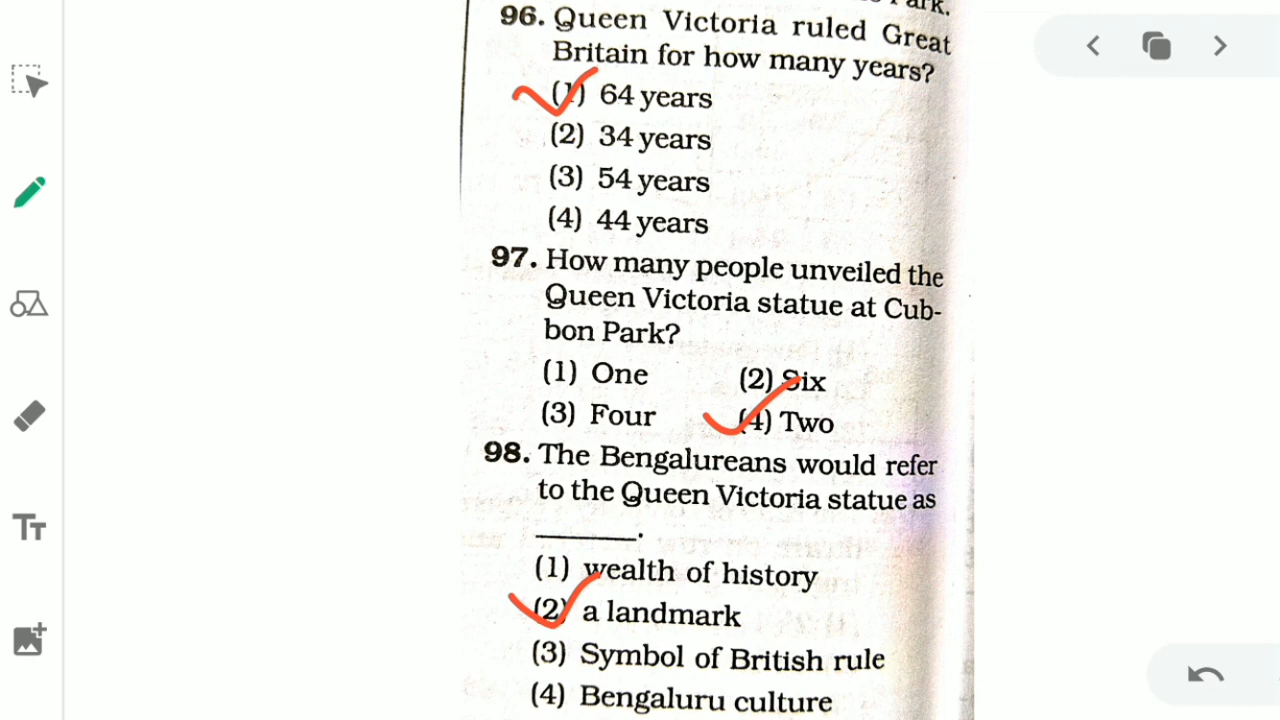 Park.
96. Queen Victoria ruled Great
Britain for how many years?
(1) 64 years
(2) 34 years
(3) 54 years
(4) 44 years
97. How many people unveiled the
Queen Victoria statue at Cub-
bon Park?
(1) One (2) Six
(3) Four (4) Two
98. The Bengalureans would refer
to the Queen Victoria statue as
______.
(1) wealth of history
(2) a landmark
(3) Symbol of British rule
(4) Bengaluru culture
TT